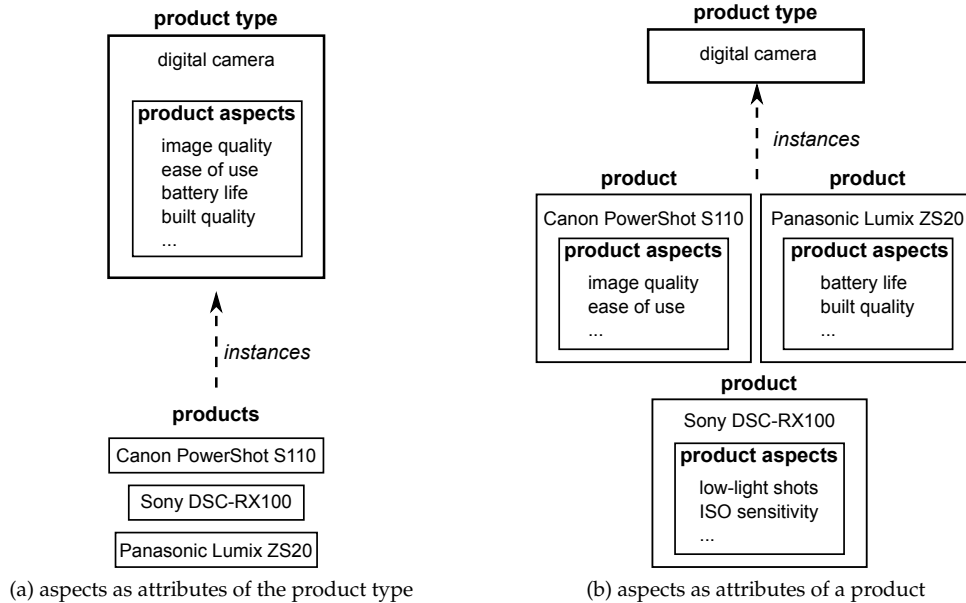 product type
digital camera
product aspects
image quality
ease of use
battery life
built quality
...
instances
products
Canon PowerShot S110
Sony DSC-RX100
Panasonic Lumix ZS20
(a) aspects as attributes of the product type
product type
digital camera
instances
product
Canon PowerShot S110
product aspects
image quality
ease of use
...
product
Panasonic Lumix ZS20
product aspects
battery life
built quality
...
product
Sony DSC-RX100
product aspects
low-light shots
ISO sensitivity
...
(b) aspects as attributes of a product